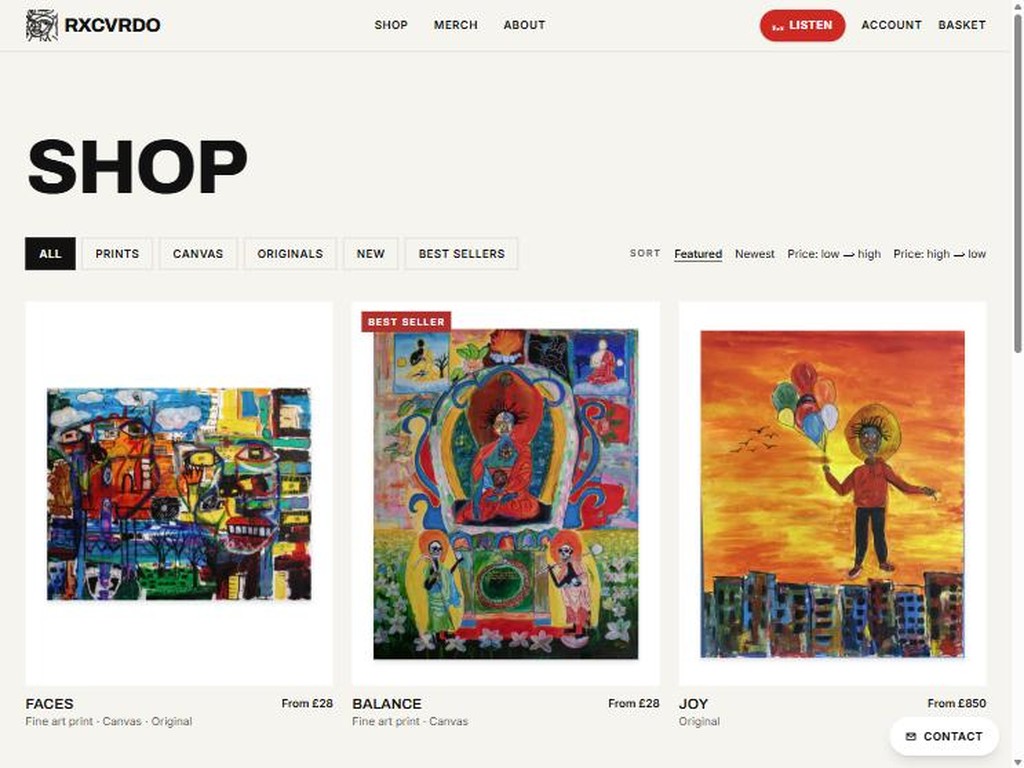 RXCVRDO
SHOP MERCH ABOUT
LISTEN ACCOUNT BASKET
SHOP
ALL PRINTS CANVAS ORIGINALS NEW BEST SELLERS
SORT Featured Newest Price: low → high Price: high → low
BEST SELLER
FACES From £28
Fine art print · Canvas · Original
BALANCE From £28
Fine art print · Canvas
JOY From £850
Original
CONTACT